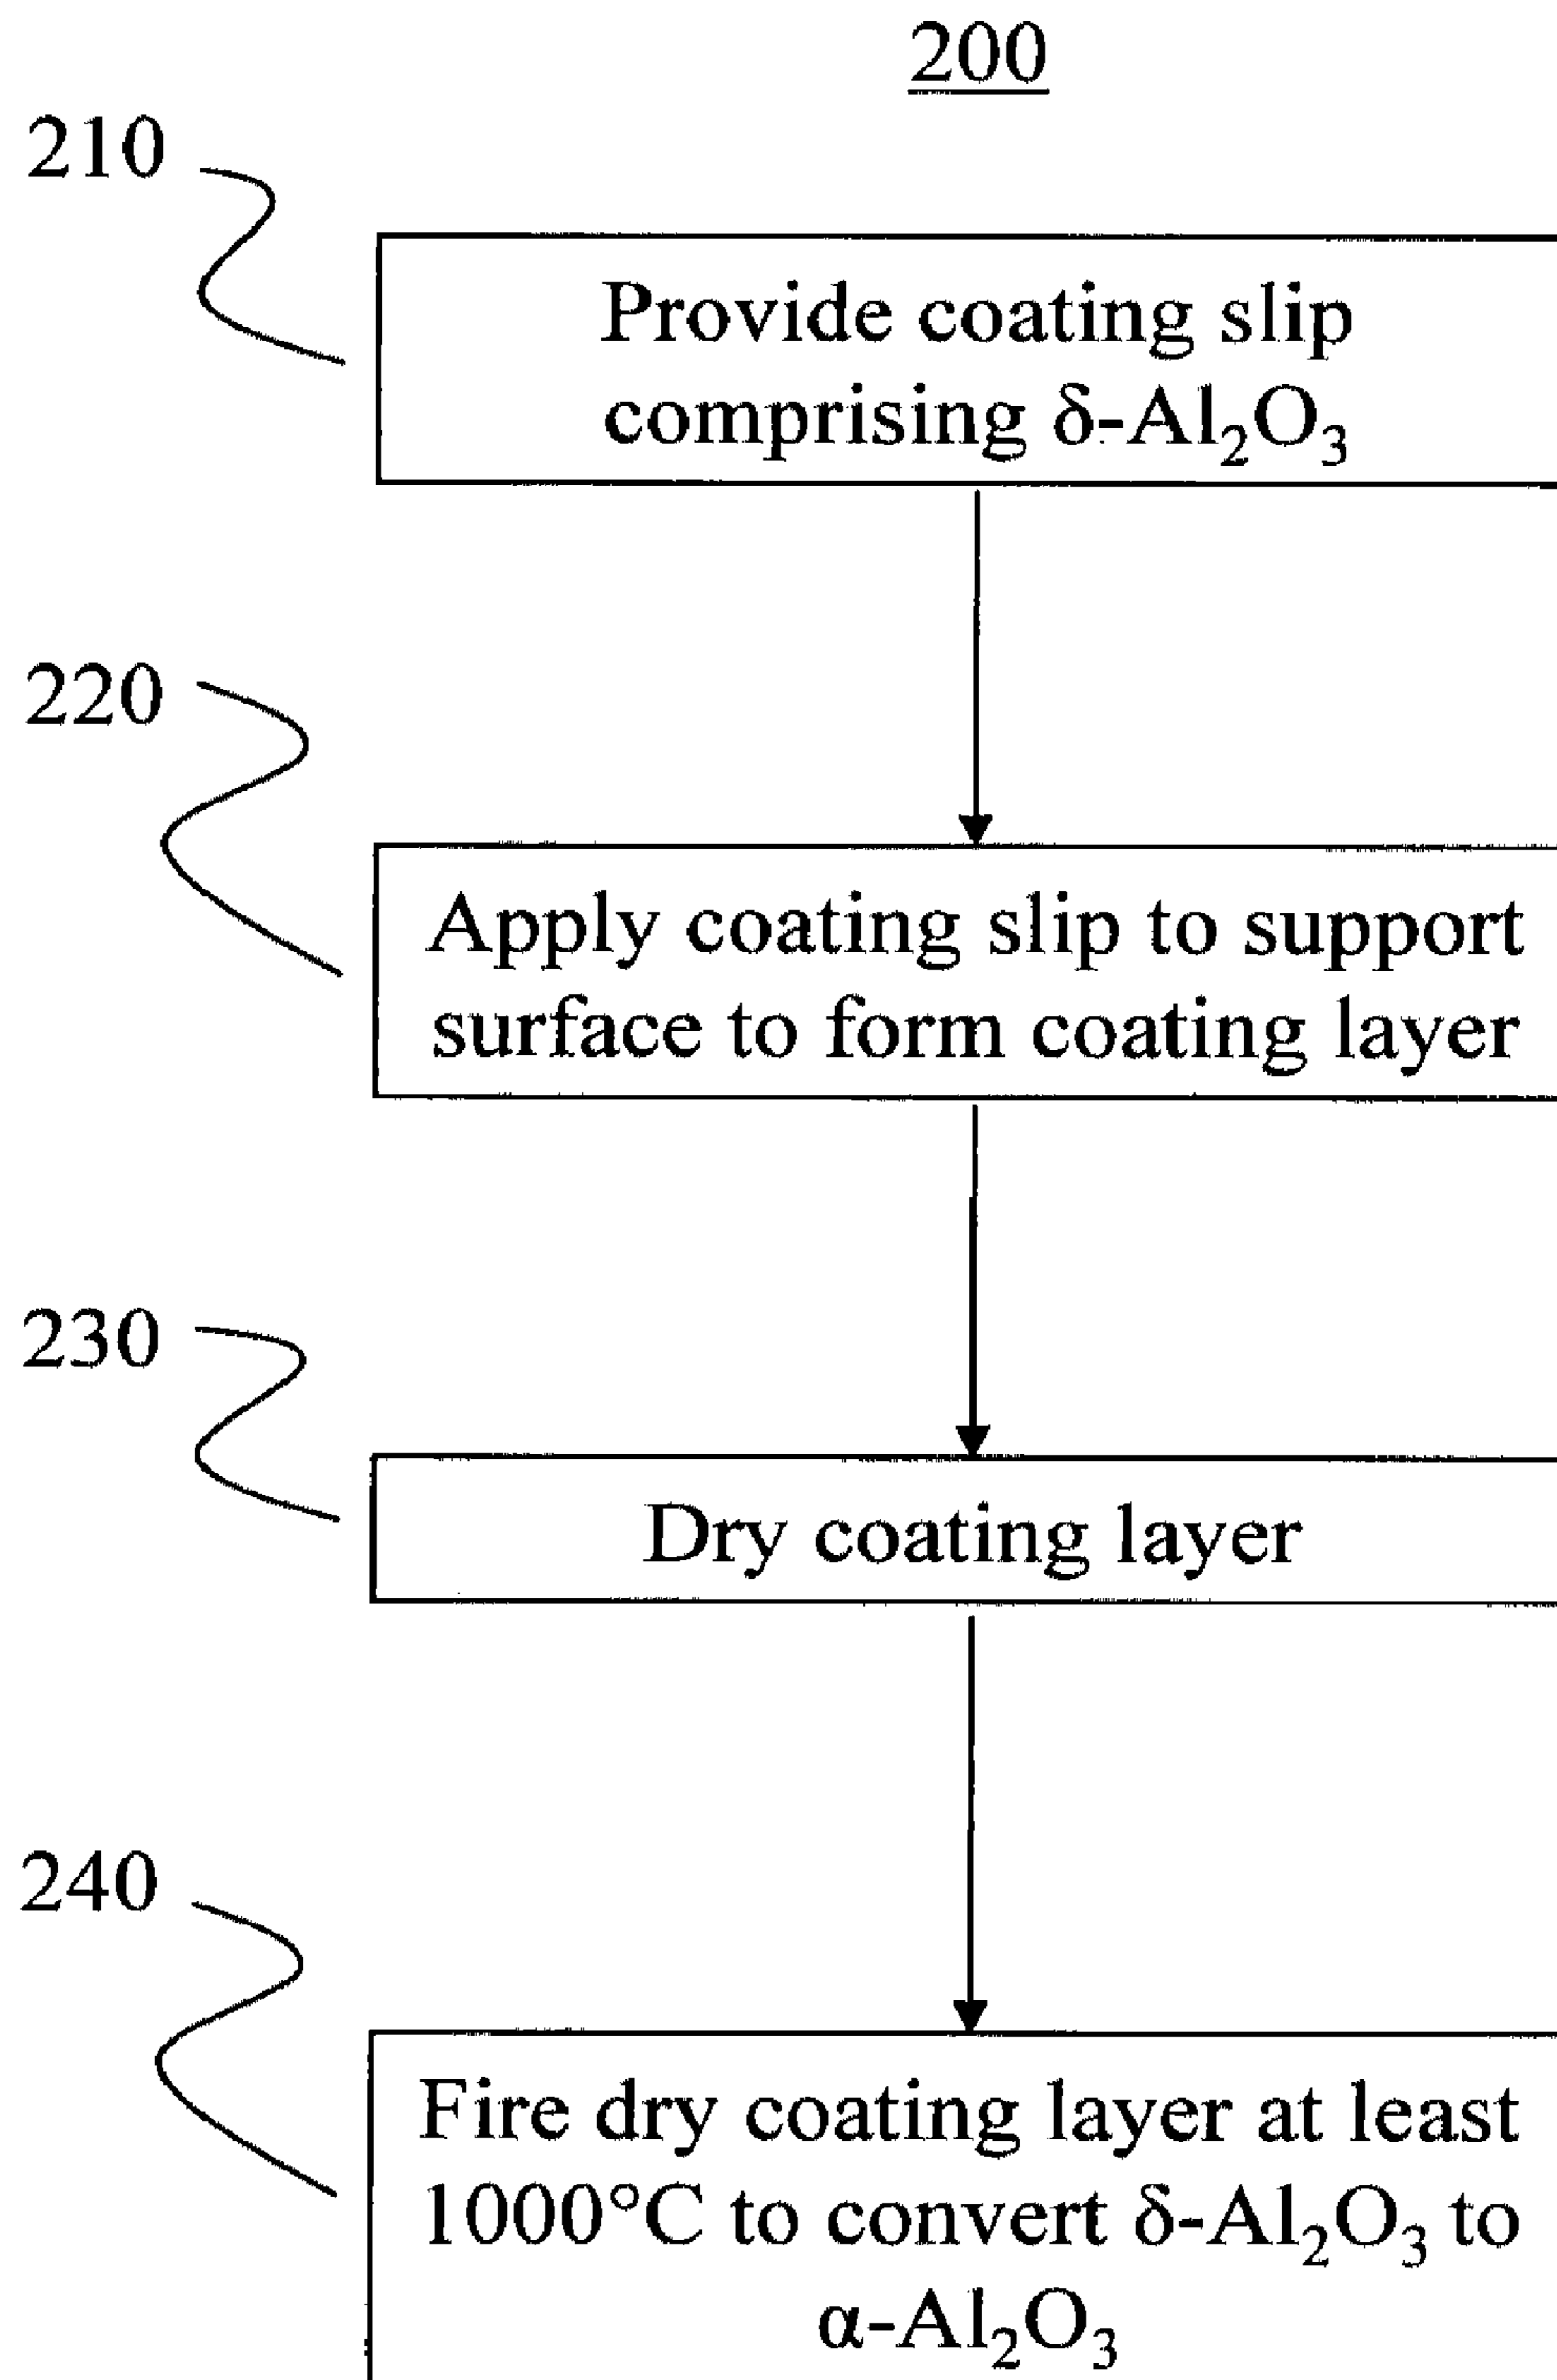 200
210
Provide coating slip
comprising δ-Al₂O₃
220
Apply coating slip to support
surface to form coating layer
230
Dry coating layer
240
Fire dry coating layer at least
1000°C to convert δ-Al₂O₃ to
α-Al₂O₃